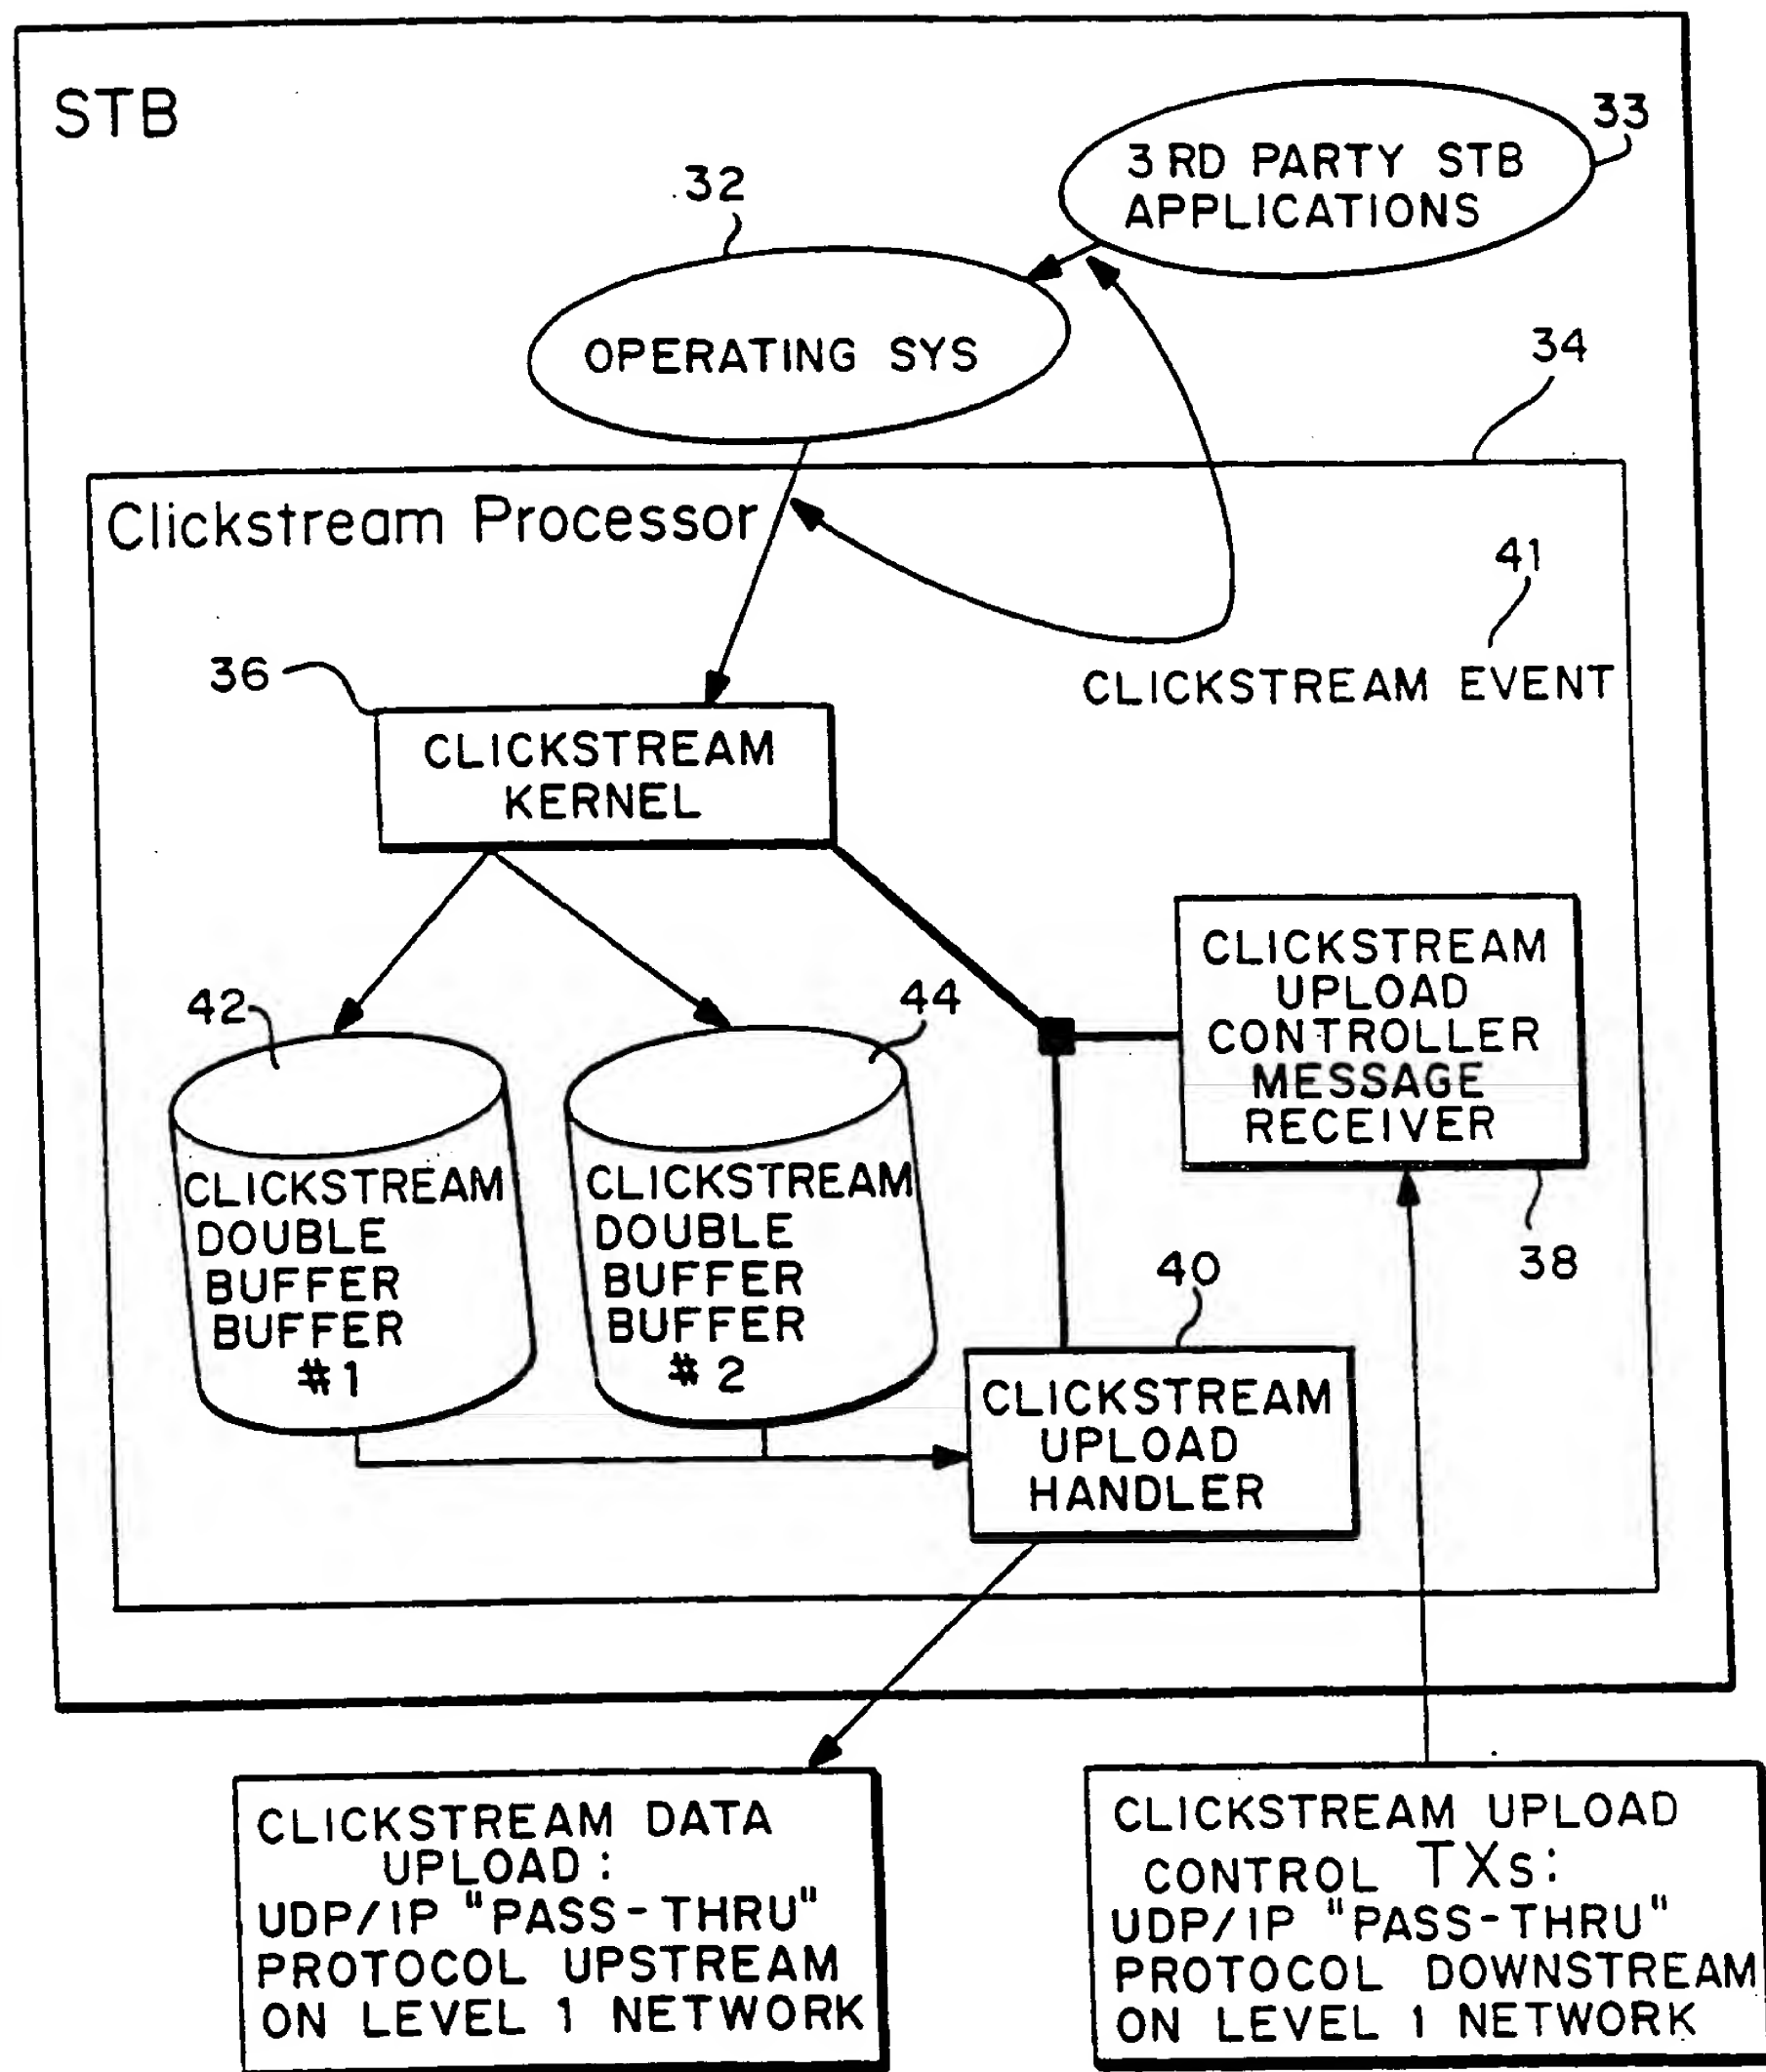 STB
33
3RD PARTY STB
APPLICATIONS
32
OPERATING SYS
34
Clickstream Processor
41
CLICKSTREAM EVENT
36
CLICKSTREAM
KERNEL
CLICKSTREAM
UPLOAD
CONTROLLER
MESSAGE
RECEIVER
38
42
CLICKSTREAM
DOUBLE
BUFFER
BUFFER
#1
44
CLICKSTREAM
DOUBLE
BUFFER
BUFFER
#2
40
CLICKSTREAM
UPLOAD
HANDLER
CLICKSTREAM DATA
UPLOAD:
UDP/IP "PASS-THRU"
PROTOCOL UPSTREAM
ON LEVEL 1 NETWORK
CLICKSTREAM UPLOAD
CONTROL TXs:
UDP/IP "PASS-THRU"
PROTOCOL DOWNSTREAM
ON LEVEL 1 NETWORK